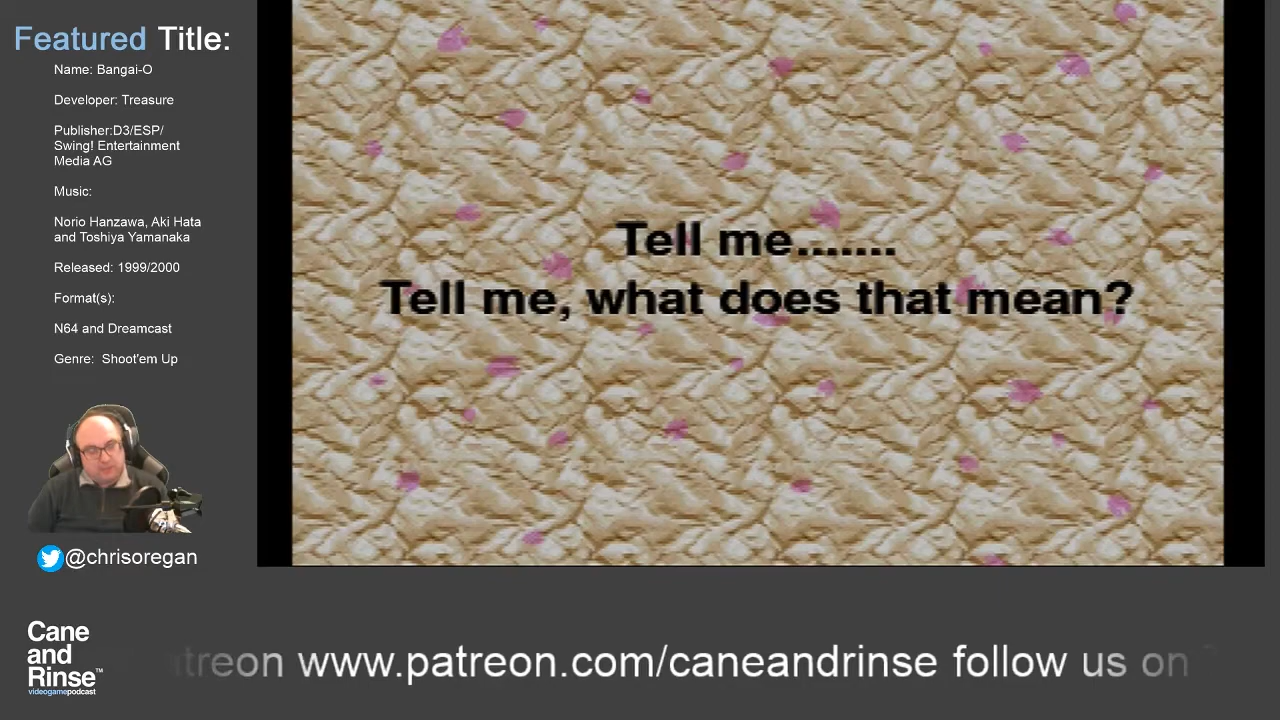 Featured Title:
Name: Bangai-O
Developer: Treasure
Publisher:D3/ESP/
Swing! Entertainment
Media AG
Music:
Norio Hanzawa, Aki Hata
and Toshiya Yamanaka
Released: 1999/2000
Format(s):
N64 and Dreamcast
Genre: Shoot'em Up
Tell me.......
Tell me, what does that mean?
@chrisoregan
Cane
and
Rinse™
videogamepodcast
treon www.patreon.com/caneandrinse follow us on